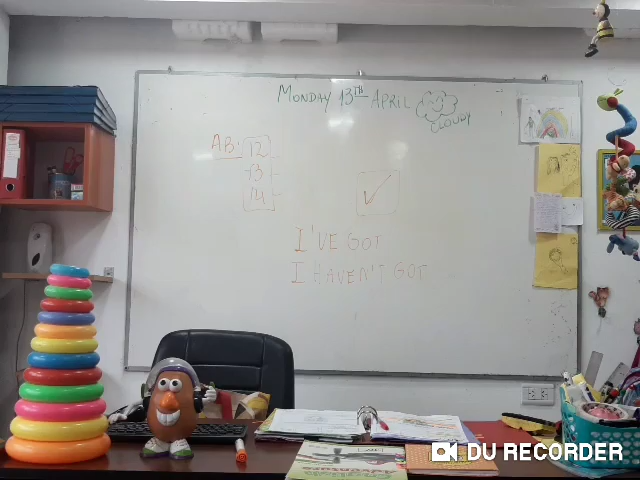 MONDAY 13TH APRIL
CLOUDY
AB: 12
13
14
I'VE GOT
I HAVEN'T GOT
DU RECORDER